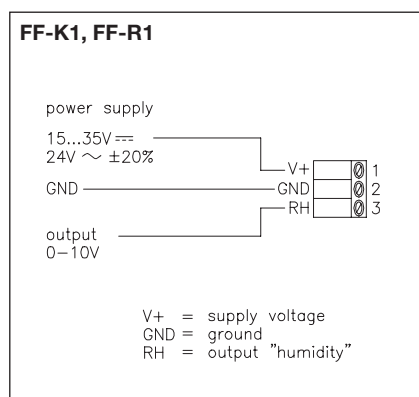 FF-K1, FF-R1
power supply
15...35V ⎓
24V ~ ±20%
V+ 1
GND GND 2
RH 3
output
0-10V
V+ = supply voltage
GND = ground
RH = output "humidity"